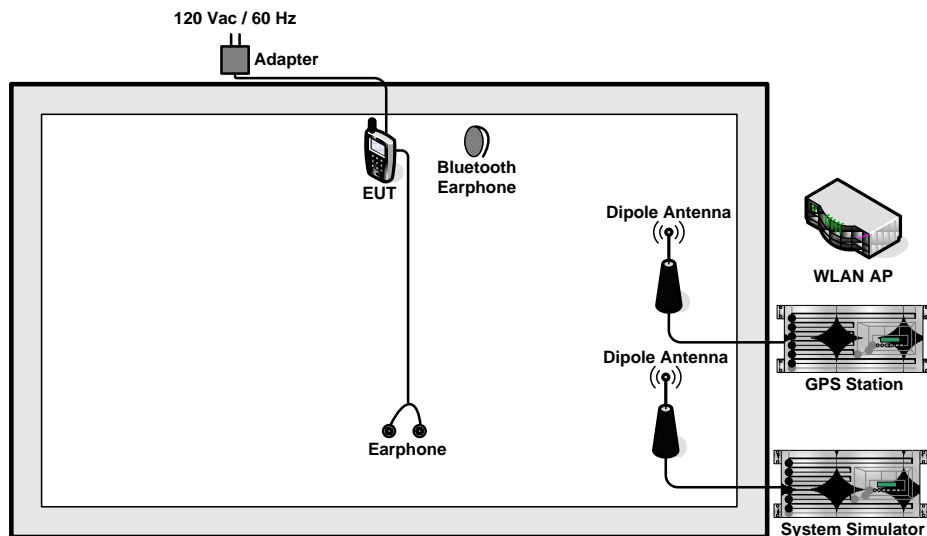 120 Vac / 60 Hz
Adapter
EUT
Bluetooth
Earphone
Dipole Antenna
WLAN AP
GPS Station
Dipole Antenna
Earphone
System Simulator